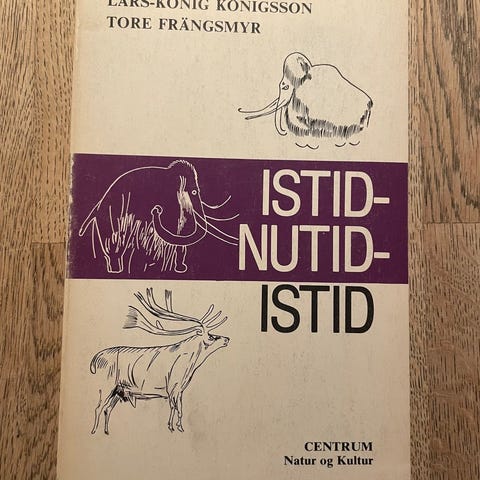 LARS-KÖNIG KÖNIGSSON
TORE FRÄNGSMYR
ISTID-
NUTID-
ISTID
CENTRUM
Natur og Kultur